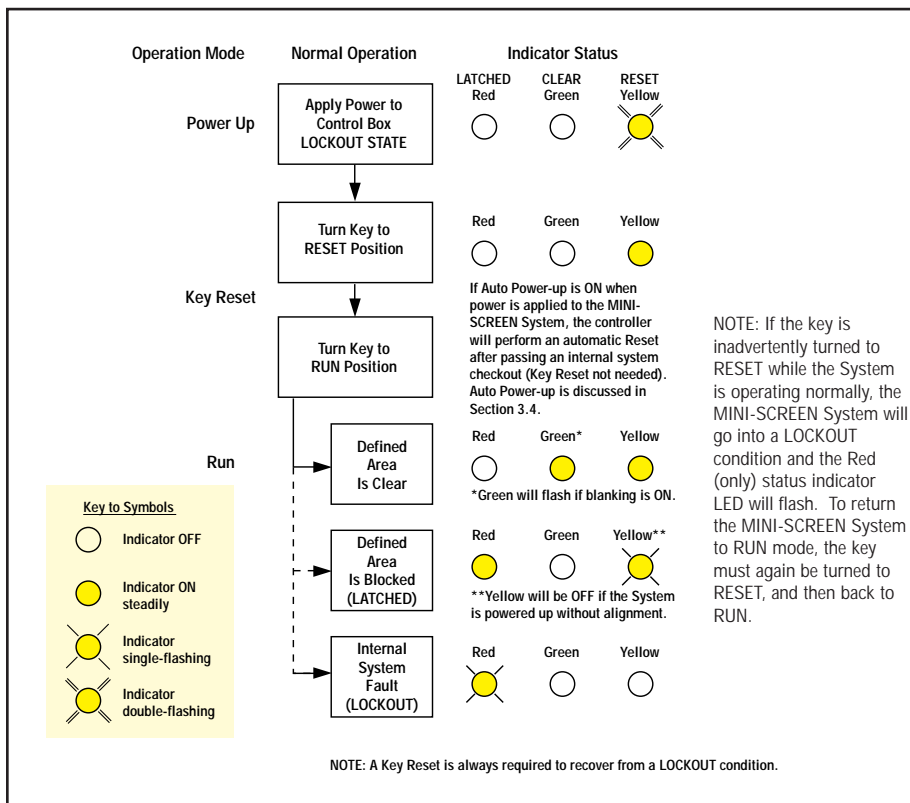 Operation Mode Normal Operation Indicator Status
LATCHED CLEAR RESET
Red Green Yellow
Power Up
Apply Power to
Control Box
LOCKOUT STATE
Turn Key to
RESET Position
Red Green Yellow
Key Reset
If Auto Power-up is ON when
power is applied to the MINI-
SCREEN System, the controller
will perform an automatic Reset
after passing an internal system
checkout (Key Reset not needed).
Auto Power-up is discussed in
Section 3.4.
Turn Key to
RUN Position
Run
Defined
Area
Is Clear
Red Green* Yellow
*Green will flash if blanking is ON.
Defined
Area
Is Blocked
(LATCHED)
Red Green Yellow**
**Yellow will be OFF if the System
is powered up without alignment.
Internal
System
Fault
(LOCKOUT)
Red Green Yellow
Key to Symbols
Indicator OFF
Indicator ON
steadily
Indicator
single-flashing
Indicator
double-flashing
NOTE: If the key is
inadvertently turned to
RESET while the System
is operating normally, the
MINI-SCREEN System will
go into a LOCKOUT
condition and the Red
(only) status indicator
LED will flash. To return
the MINI-SCREEN System
to RUN mode, the key
must again be turned to
RESET, and then back to
RUN.
NOTE: A Key Reset is always required to recover from a LOCKOUT condition.